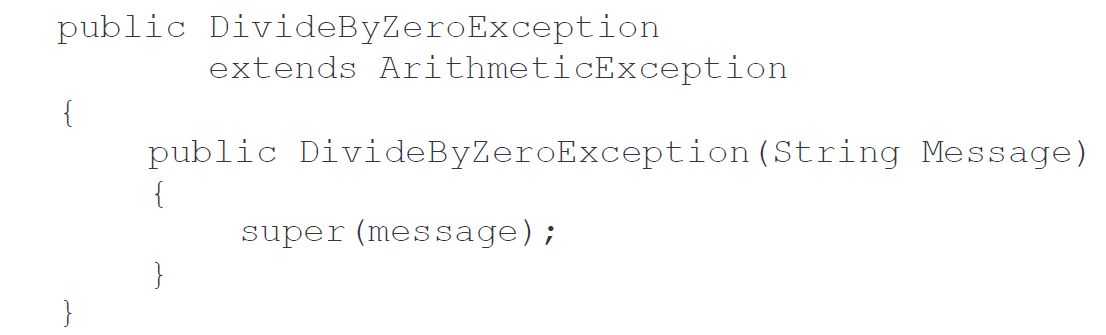 public DivideByZeroException
extends ArithmeticException
{
public DivideByZeroException(String Message)
{
super(message);
}
}